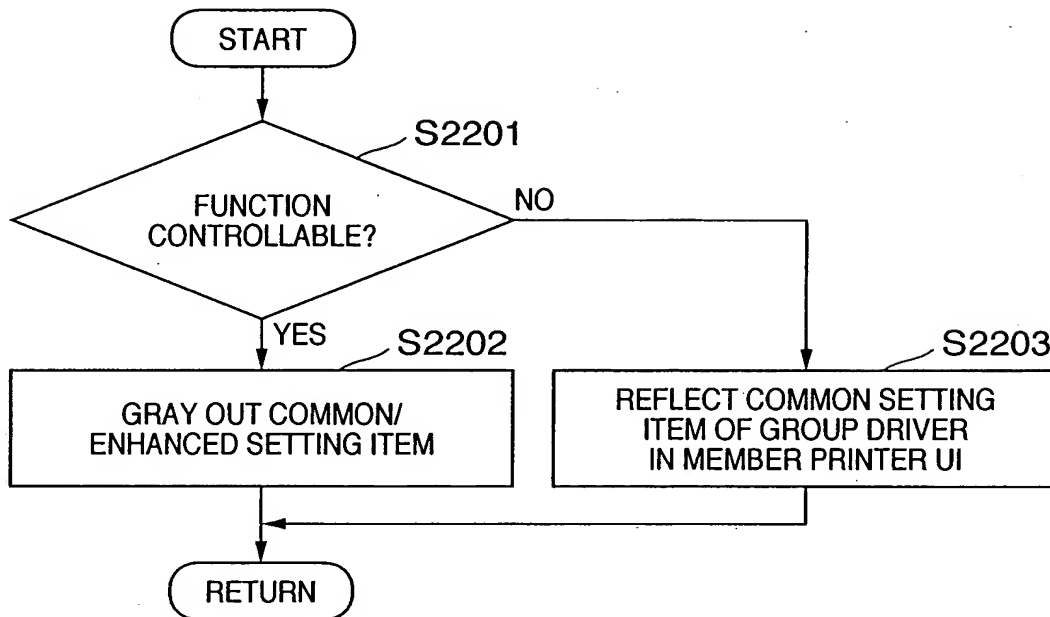 START
S2201
FUNCTION
CONTROLLABLE?
NO
YES
S2202
GRAY OUT COMMON/
ENHANCED SETTING ITEM
S2203
REFLECT COMMON SETTING
ITEM OF GROUP DRIVER
IN MEMBER PRINTER UI
RETURN